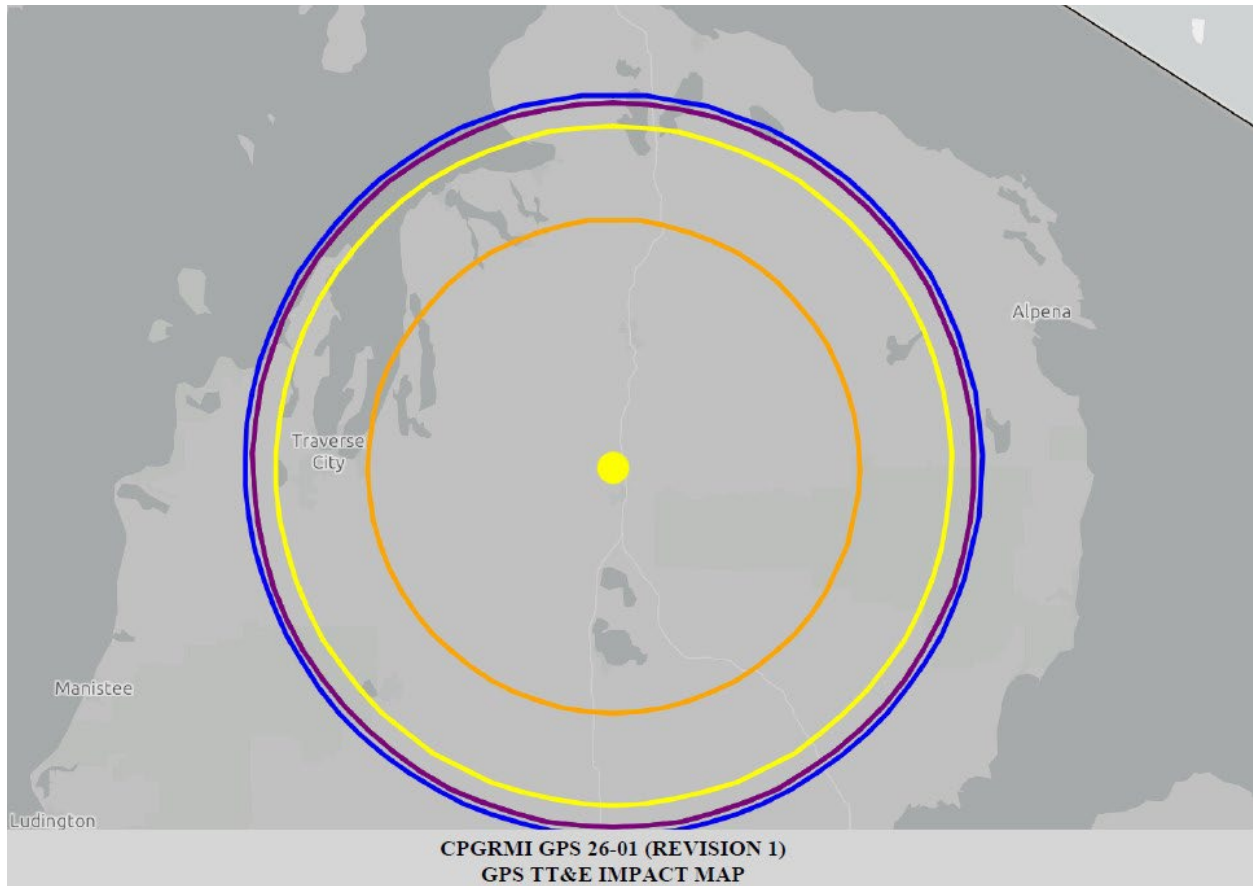 Alpena
Traverse
City
Manistee
Ludington
CPGRMI GPS 26-01 (REVISION 1)
GPS TT&E IMPACT MAP